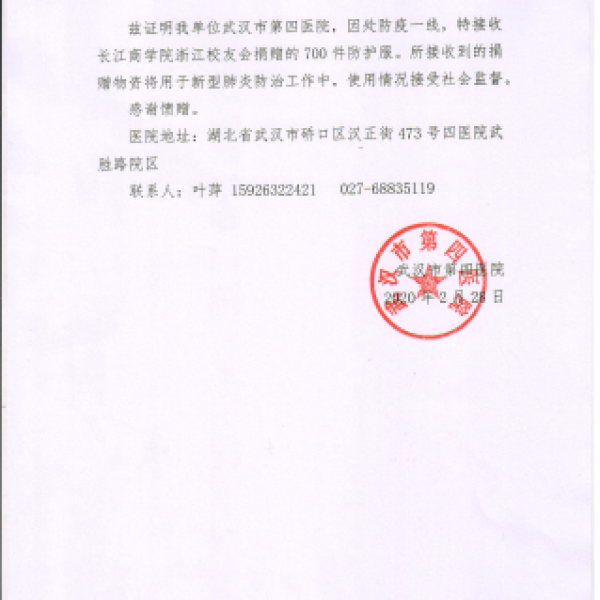 兹证明我单位武汉市第四医院，因处防疫一线，特接收
长江商学院浙江校友会捐赠的 700 件防护服。所接收到的捐
赠物资将用于新型肺炎防治工作中，使用情况接受社会监督。
感谢馈赠。
医院地址：湖北省武汉市硚口区汉正街 473 号四医院武
胜路院区
联系人：叶萍 15926322421 027-68835119
武汉市第四医院
武汉市第四医院
2020 年 2 月 28 日